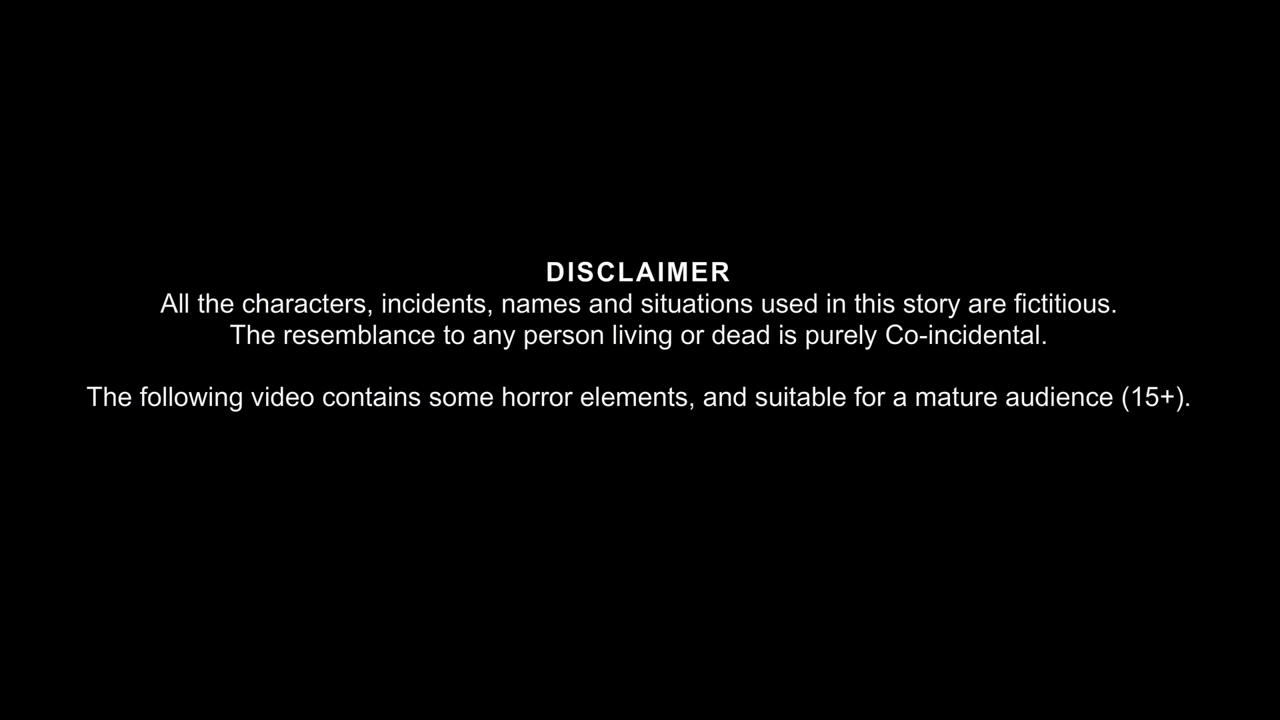 DISCLAIMER
All the characters, incidents, names and situations used in this story are fictitious.
The resemblance to any person living or dead is purely Co-incidental.
The following video contains some horror elements, and suitable for a mature audience (15+).